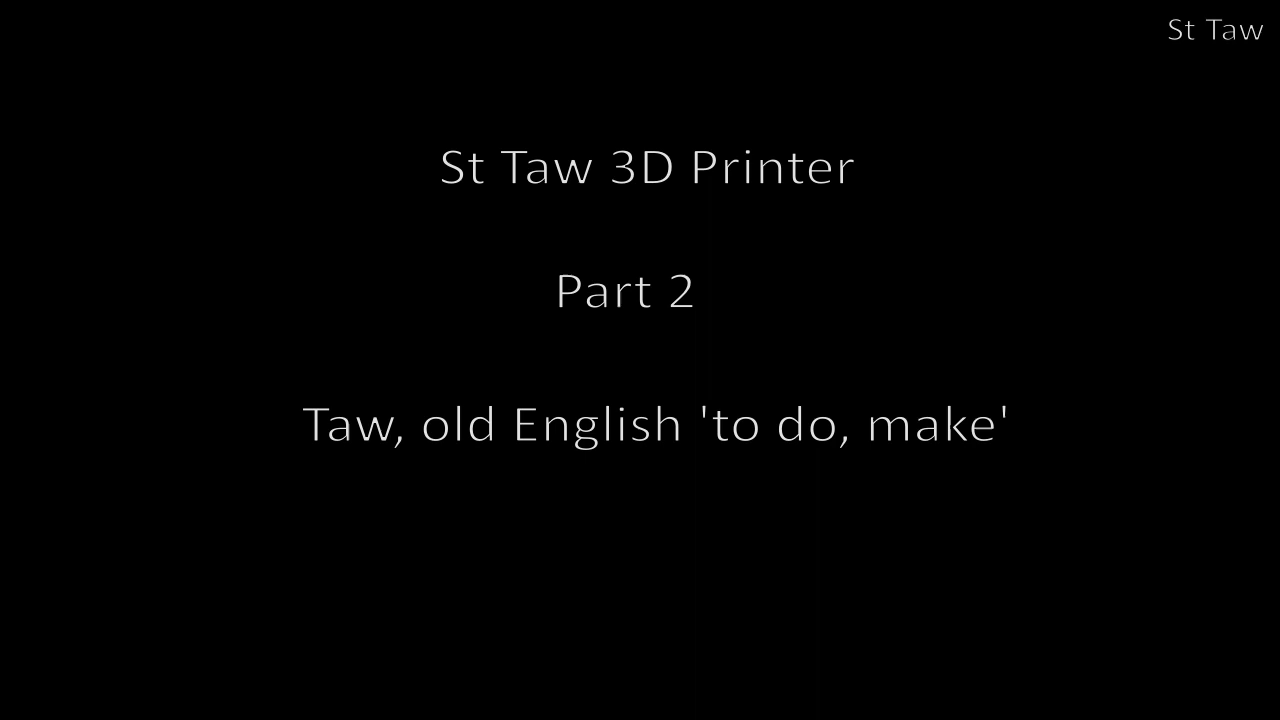 St Taw
St Taw 3D Printer
Part 2
Taw, old English 'to do, make'